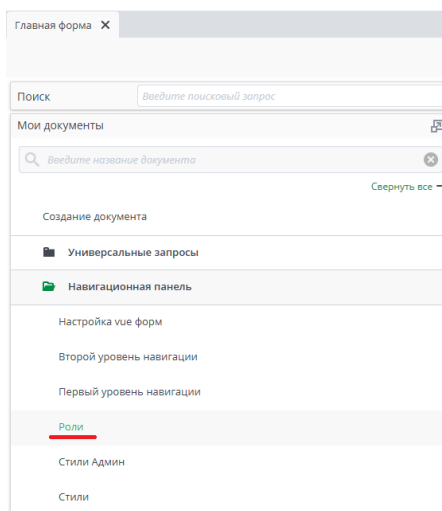 Главная форма
Поиск Введите поисковый запрос
Мои документы
Введите название документа
Свернуть все
Создание документа
Универсальные запросы
Навигационная панель
Настройка vue форм
Второй уровень навигации
Первый уровень навигации
Роли
Стили Админ
Стили